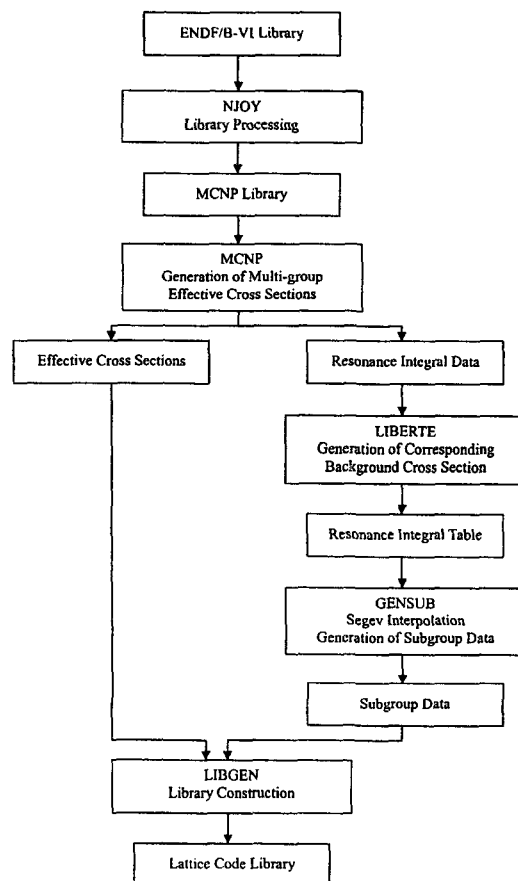 ENDF/B-VI Library
NJOY
Library Processing
MCNP Library
MCNP
Generation of Multi-group
Effective Cross Sections
Effective Cross Sections
Resonance Integral Data
LIBERTE
Generation of Corresponding
Background Cross Section
Resonance Integral Table
GENSUB
Segev Interpolation
Generation of Subgroup Data
Subgroup Data
LIBGEN
Library Construction
Lattice Code Library